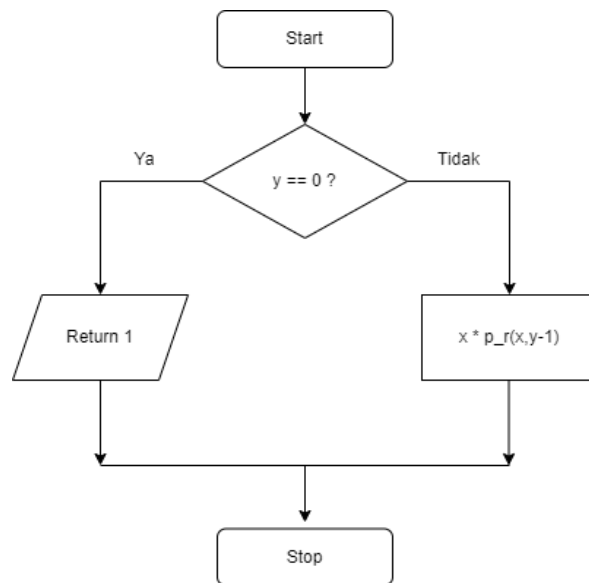 Start
y == 0 ?
Ya
Tidak
Return 1
x * p_r(x,y-1)
Stop